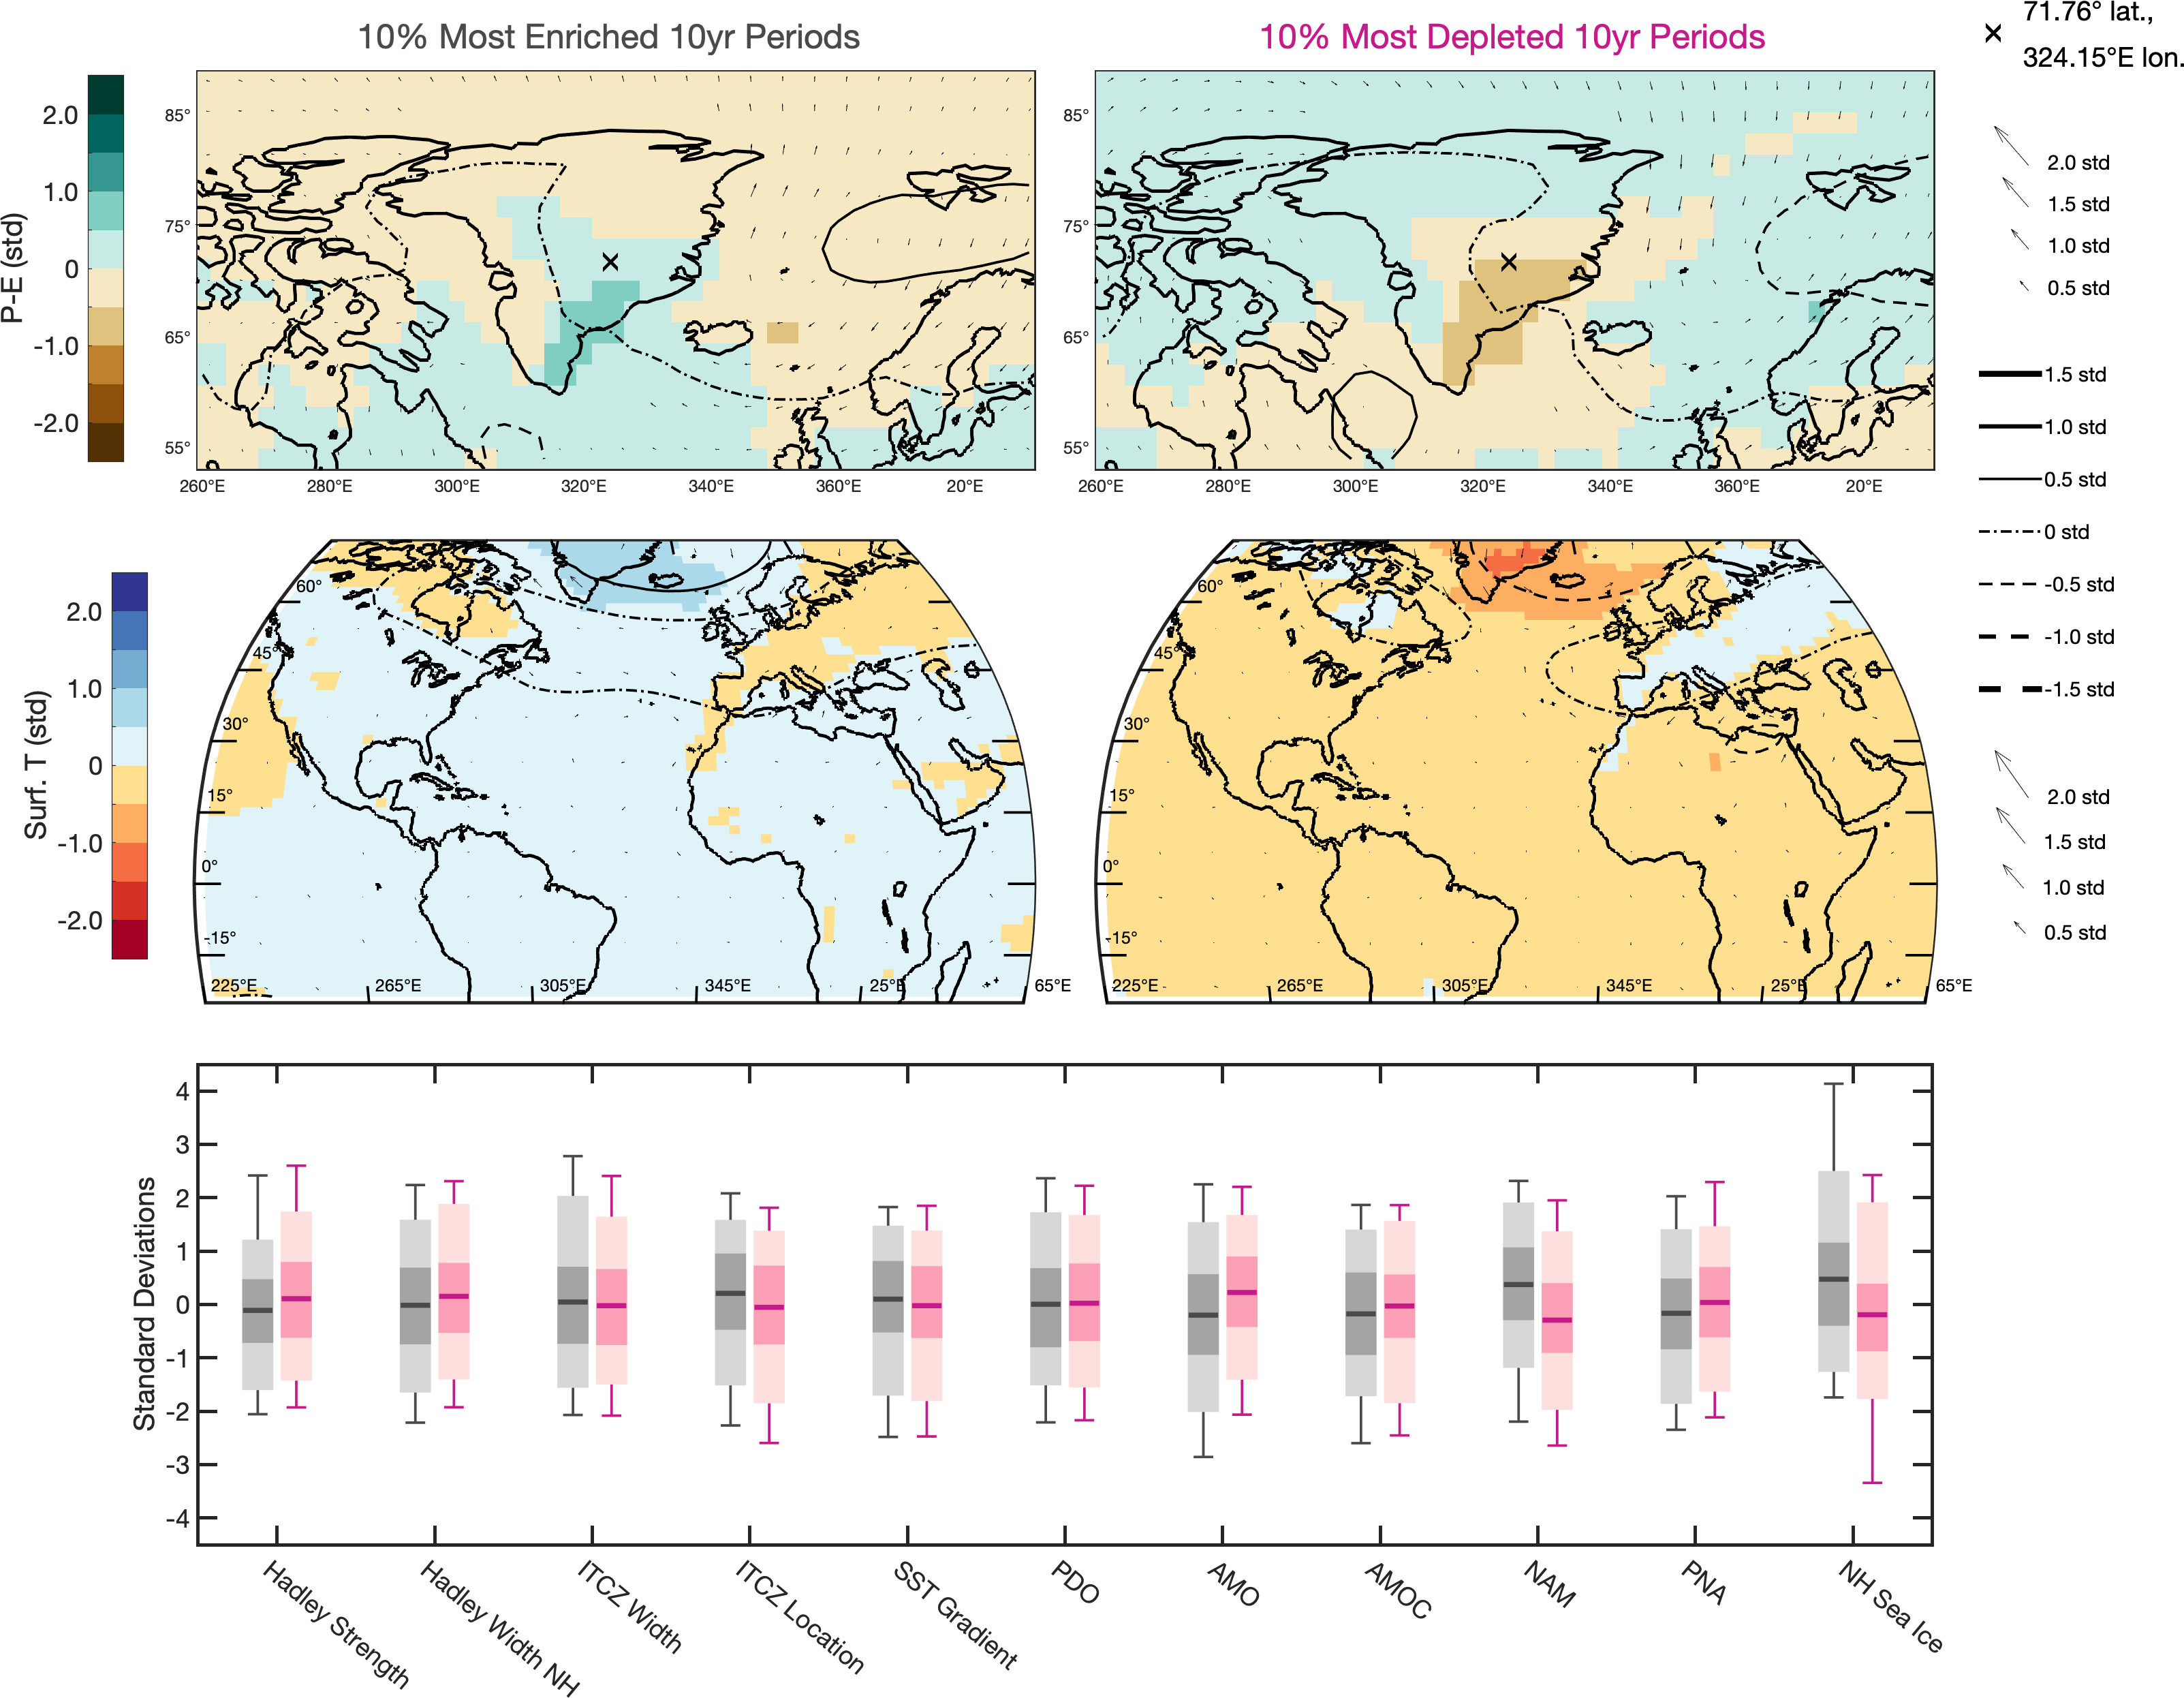 10% Most Enriched 10yr Periods
10% Most Depleted 10yr Periods
71.76° lat.,
324.15°E lon.
P-E (std)
2.0
1.0
0
-1.0
-2.0
85°
75°
65°
55°
260°E 280°E 300°E 320°E 340°E 360°E 20°E
85°
75°
65°
55°
260°E 280°E 300°E 320°E 340°E 360°E 20°E
2.0 std
1.5 std
1.0 std
0.5 std
1.5 std
1.0 std
0.5 std
0 std
-0.5 std
-1.0 std
-1.5 std
Surf. T (std)
2.0
1.0
0
-1.0
-2.0
60°
45°
30°
15°
0°
-15°
225°E 265°E 305°E 345°E 25°E 65°E
60°
45°
30°
15°
0°
-15°
225°E 265°E 305°E 345°E 25°E 65°E
2.0 std
1.5 std
1.0 std
0.5 std
Standard Deviations
4
3
2
1
0
-1
-2
-3
-4
Hadley Strength
Hadley Width NH
ITCZ Width
ITCZ Location
SST Gradient
PDO
AMO
AMOC
NAM
PNA
NH Sea Ice